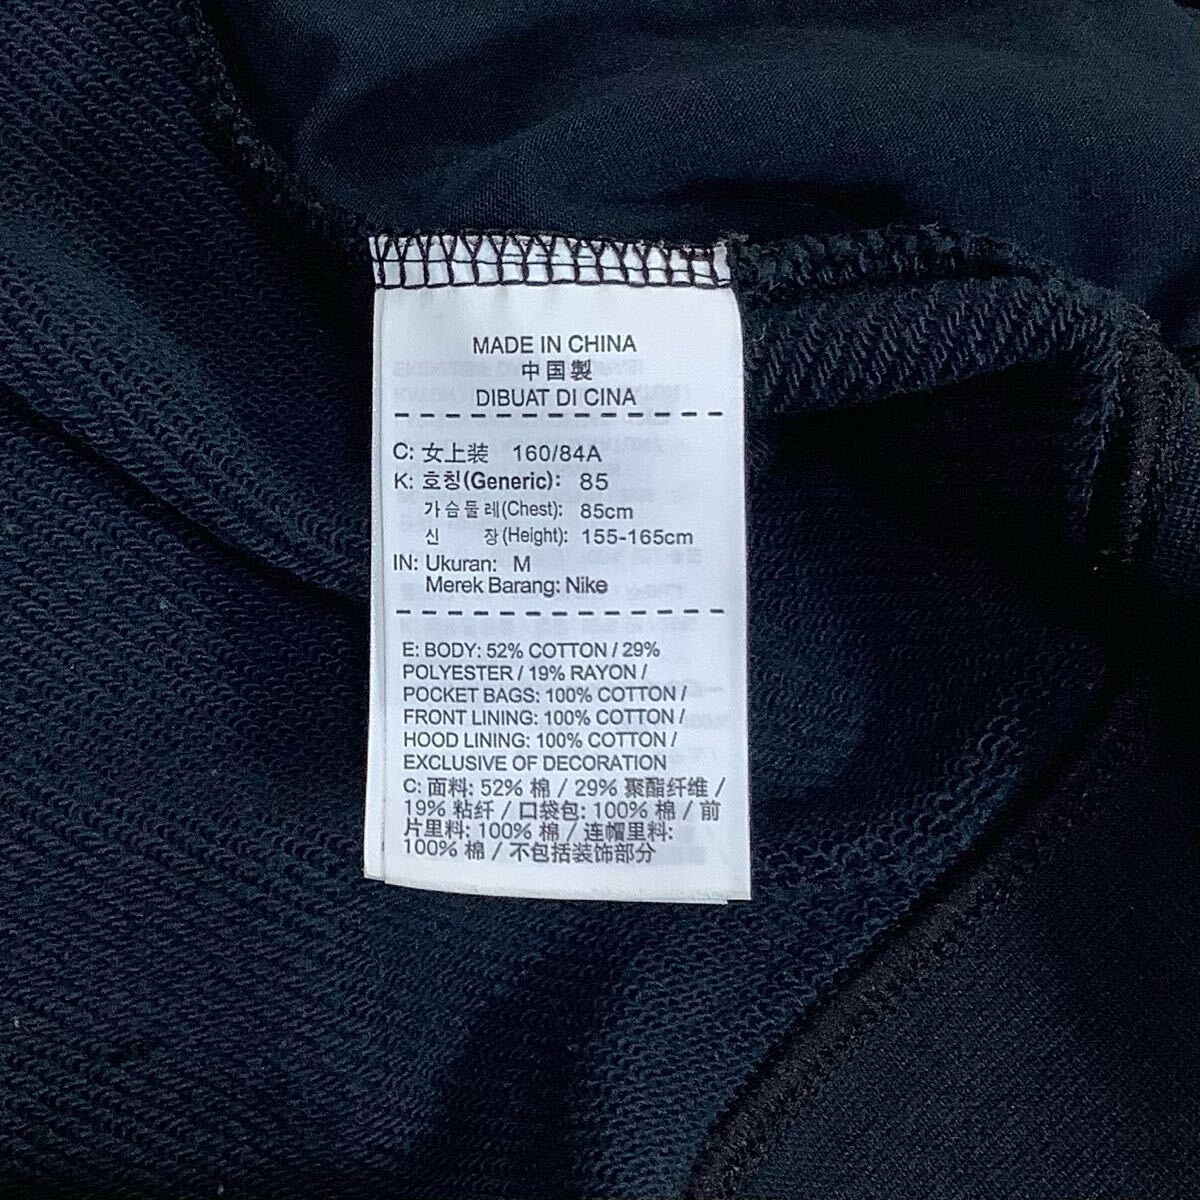 MADE IN CHINA
中国製
DIBUAT DI CINA
C: 女上装 160/84A
K: 호칭(Generic): 85
가슴둘레(Chest): 85cm
신 장(Height): 155-165cm
IN: Ukuran: M
Merek Barang: Nike
E: BODY: 52% COTTON / 29%
POLYESTER / 19% RAYON /
POCKET BAGS: 100% COTTON /
FRONT LINING: 100% COTTON /
HOOD LINING: 100% COTTON /
EXCLUSIVE OF DECORATION
C: 面料: 52% 棉 / 29% 聚酯纤维 /
19% 粘纤 / 口袋包: 100% 棉 / 前
片里料: 100% 棉 / 连帽里料:
100% 棉 / 不包括装饰部分